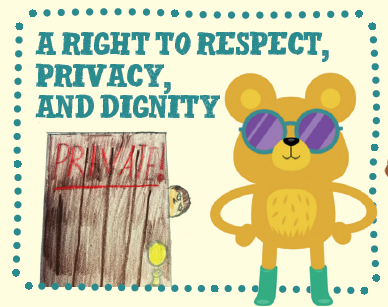 A RIGHT TO RESPECT,
PRIVACY,
AND DIGNITY
PRIVATE!